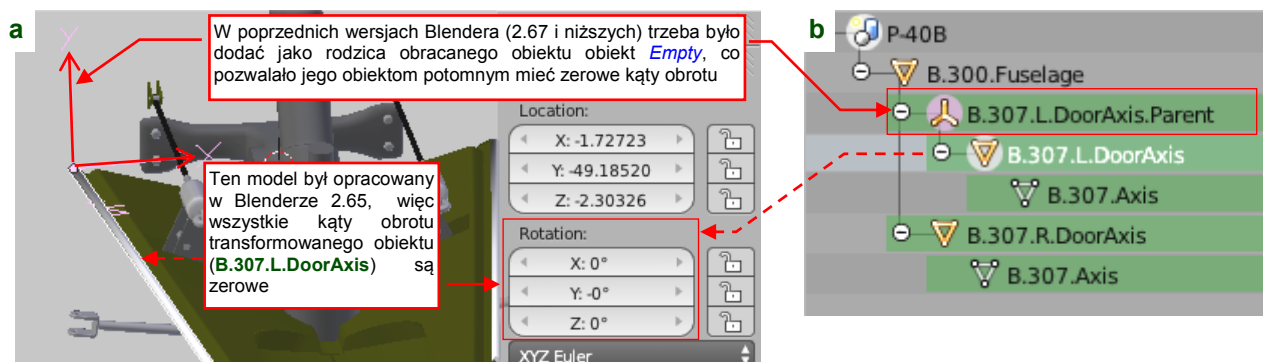 a
W poprzednich wersjach Blendera (2.67 i niższych) trzeba było
dodać jako rodzica obracanego obiektu obiekt Empty, co
pozwalało jego obiektom potomnym mieć zerowe kąty obrotu
Ten model był opracowany
w Blenderze 2.65, więc
wszystkie kąty obrotu
transformowanego obiektu
(B.307.L.DoorAxis) są
zerowe
Location:
X: -1.72723
Y: -49.18520
Z: -2.30326
Rotation:
X: 0°
Y: -0°
Z: 0°
XYZ Euler
b
P-40B
B.300.Fuselage
B.307.L.DoorAxis.Parent
B.307.L.DoorAxis
B.307.Axis
B.307.R.DoorAxis
B.307.Axis